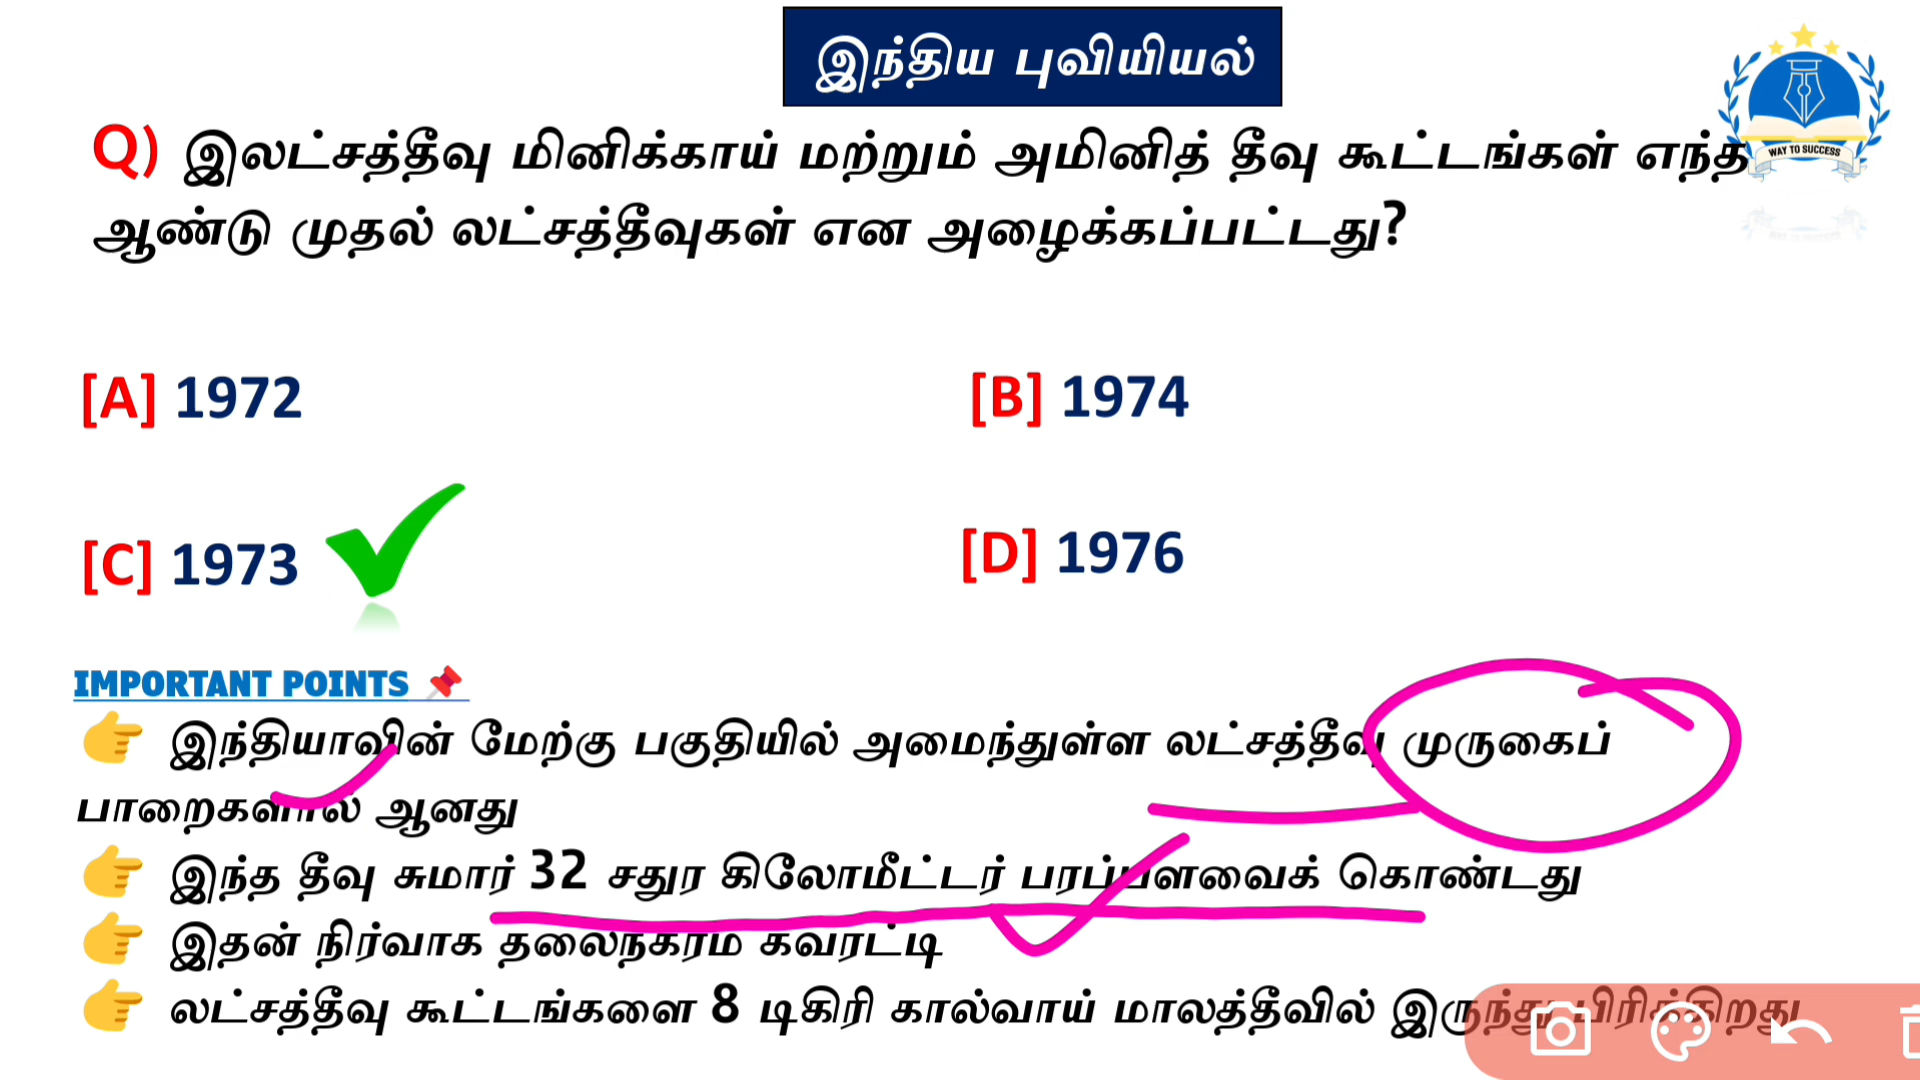 இந்திய புவியியல்
WAY TO SUCCESS
Q) இலட்சத்தீவு மினிக்காய் மற்றும் அமினித் தீவு கூட்டங்கள் எந்த
ஆண்டு முதல் லட்சத்தீவுகள் என அழைக்கப்பட்டது?
[A] 1972
[B] 1974
[C] 1973
[D] 1976
IMPORTANT POINTS
இந்தியாவின் மேற்கு பகுதியில் அமைந்துள்ள லட்சத்தீவு முருகைப்
பாறைகளால் ஆனது
இந்த தீவு சுமார் 32 சதுர கிலோமீட்டர் பரப்பளவைக் கொண்டது
இதன் நிர்வாக தலைநகரம் கவரட்டி
லட்சத்தீவு கூட்டங்களை 8 டிகிரி கால்வாய் மாலத்தீவில் இருந்து பிரிக்கிறது